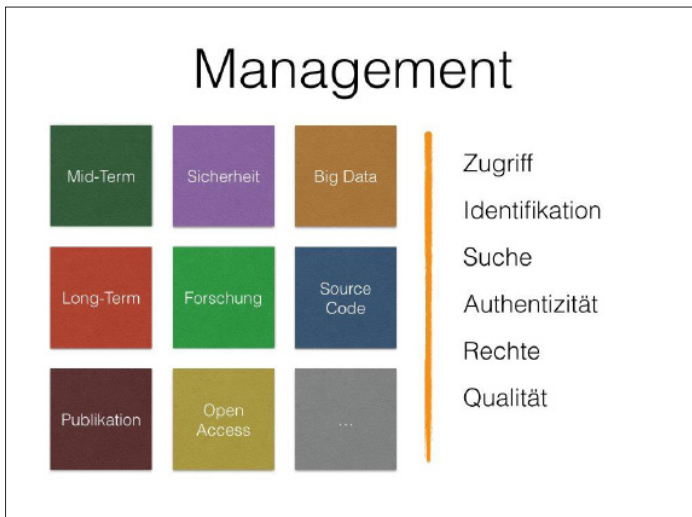 Management
Mid-Term
Sicherheit
Big Data
Long-Term
Forschung
Source
Code
Publikation
Open
Access
...
Zugriff
Identifikation
Suche
Authentizität
Rechte
Qualität